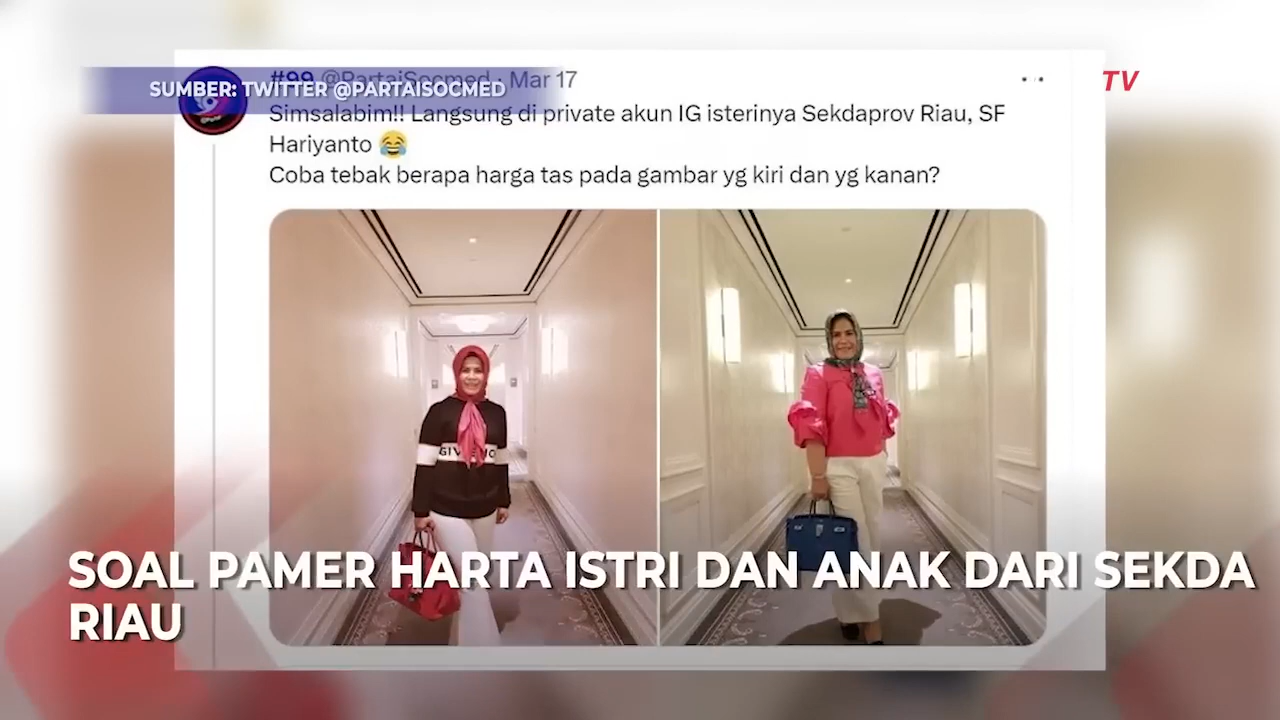 SUMBER: TWITTER @PARTAISOCMED
#99 @PartaiSocmed · Mar 17
TV
Simsalabim!! Langsung di private akun IG isterinya Sekdaprov Riau, SF
Hariyanto 😂
Coba tebak berapa harga tas pada gambar yg kiri dan yg kanan?
SOAL PAMER HARTA ISTRI DAN ANAK DARI SEKDA
RIAU